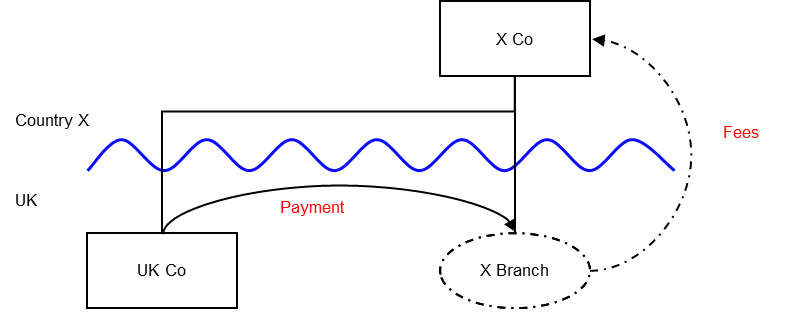 X Co
Country X
Fees
UK
Payment
UK Co
X Branch